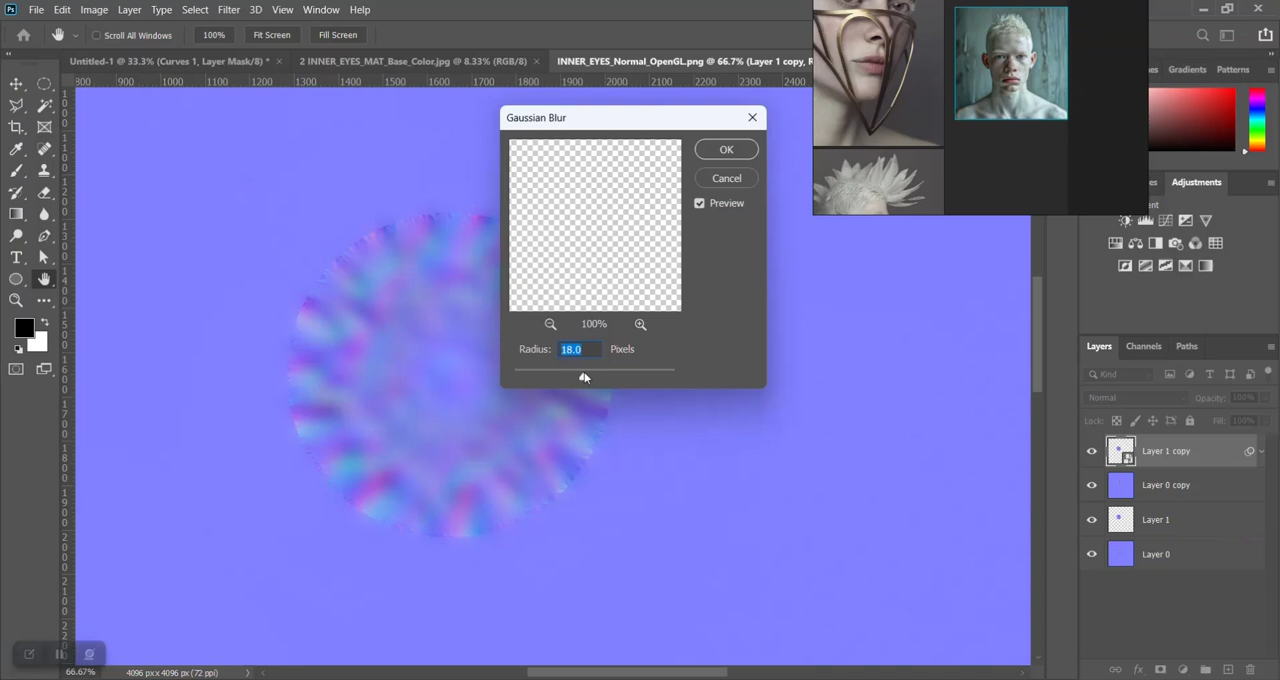 Ps File Edit Image Layer Type Select Filter 3D View Window Help
Scroll All Windows 100% Fit Screen Fill Screen
Untitled-1 @ 33.3% (Curves 1, Layer Mask/8) * × 2 INNER_EYES_MAT_Base_Color.jpg @ 8.33% (RGB/8) × INNER_EYES_Normal_OpenGL.png @ 66.7% (Layer 1 copy, R
Gradients Patterns
800 900 1000 1100 1200 1300 1400 1500 1600 1700 1800 1900 2000 2100 2200 2300 2400
Gaussian Blur
OK
Cancel
Preview
100%
Radius: 18.0 Pixels
Adjustments
Layers Channels Paths
Kind
Normal Opacity: 100%
Lock: Fill: 100%
Layer 1 copy
Layer 0 copy
Layer 1
Layer 0
66.67% 4096 px x 4096 px (72 ppi)